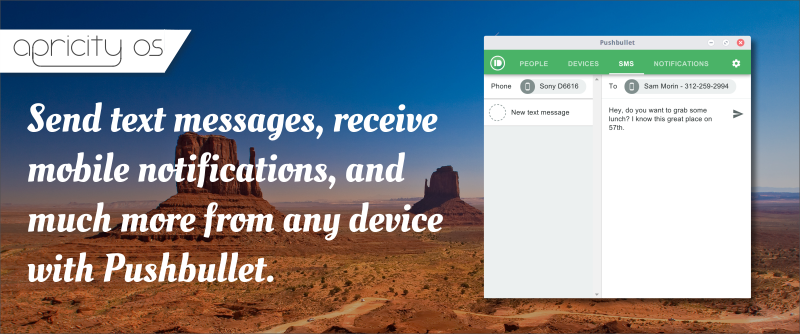 apricity os
Send text messages, receive
mobile notifications, and
much more from any device
with Pushbullet.
Pushbullet
PEOPLE DEVICES SMS NOTIFICATIONS
Phone Sony D6616
New text message
To Sam Morin - 312-259-2994
Hey, do you want to grab some
lunch? I know this great place on
57th.